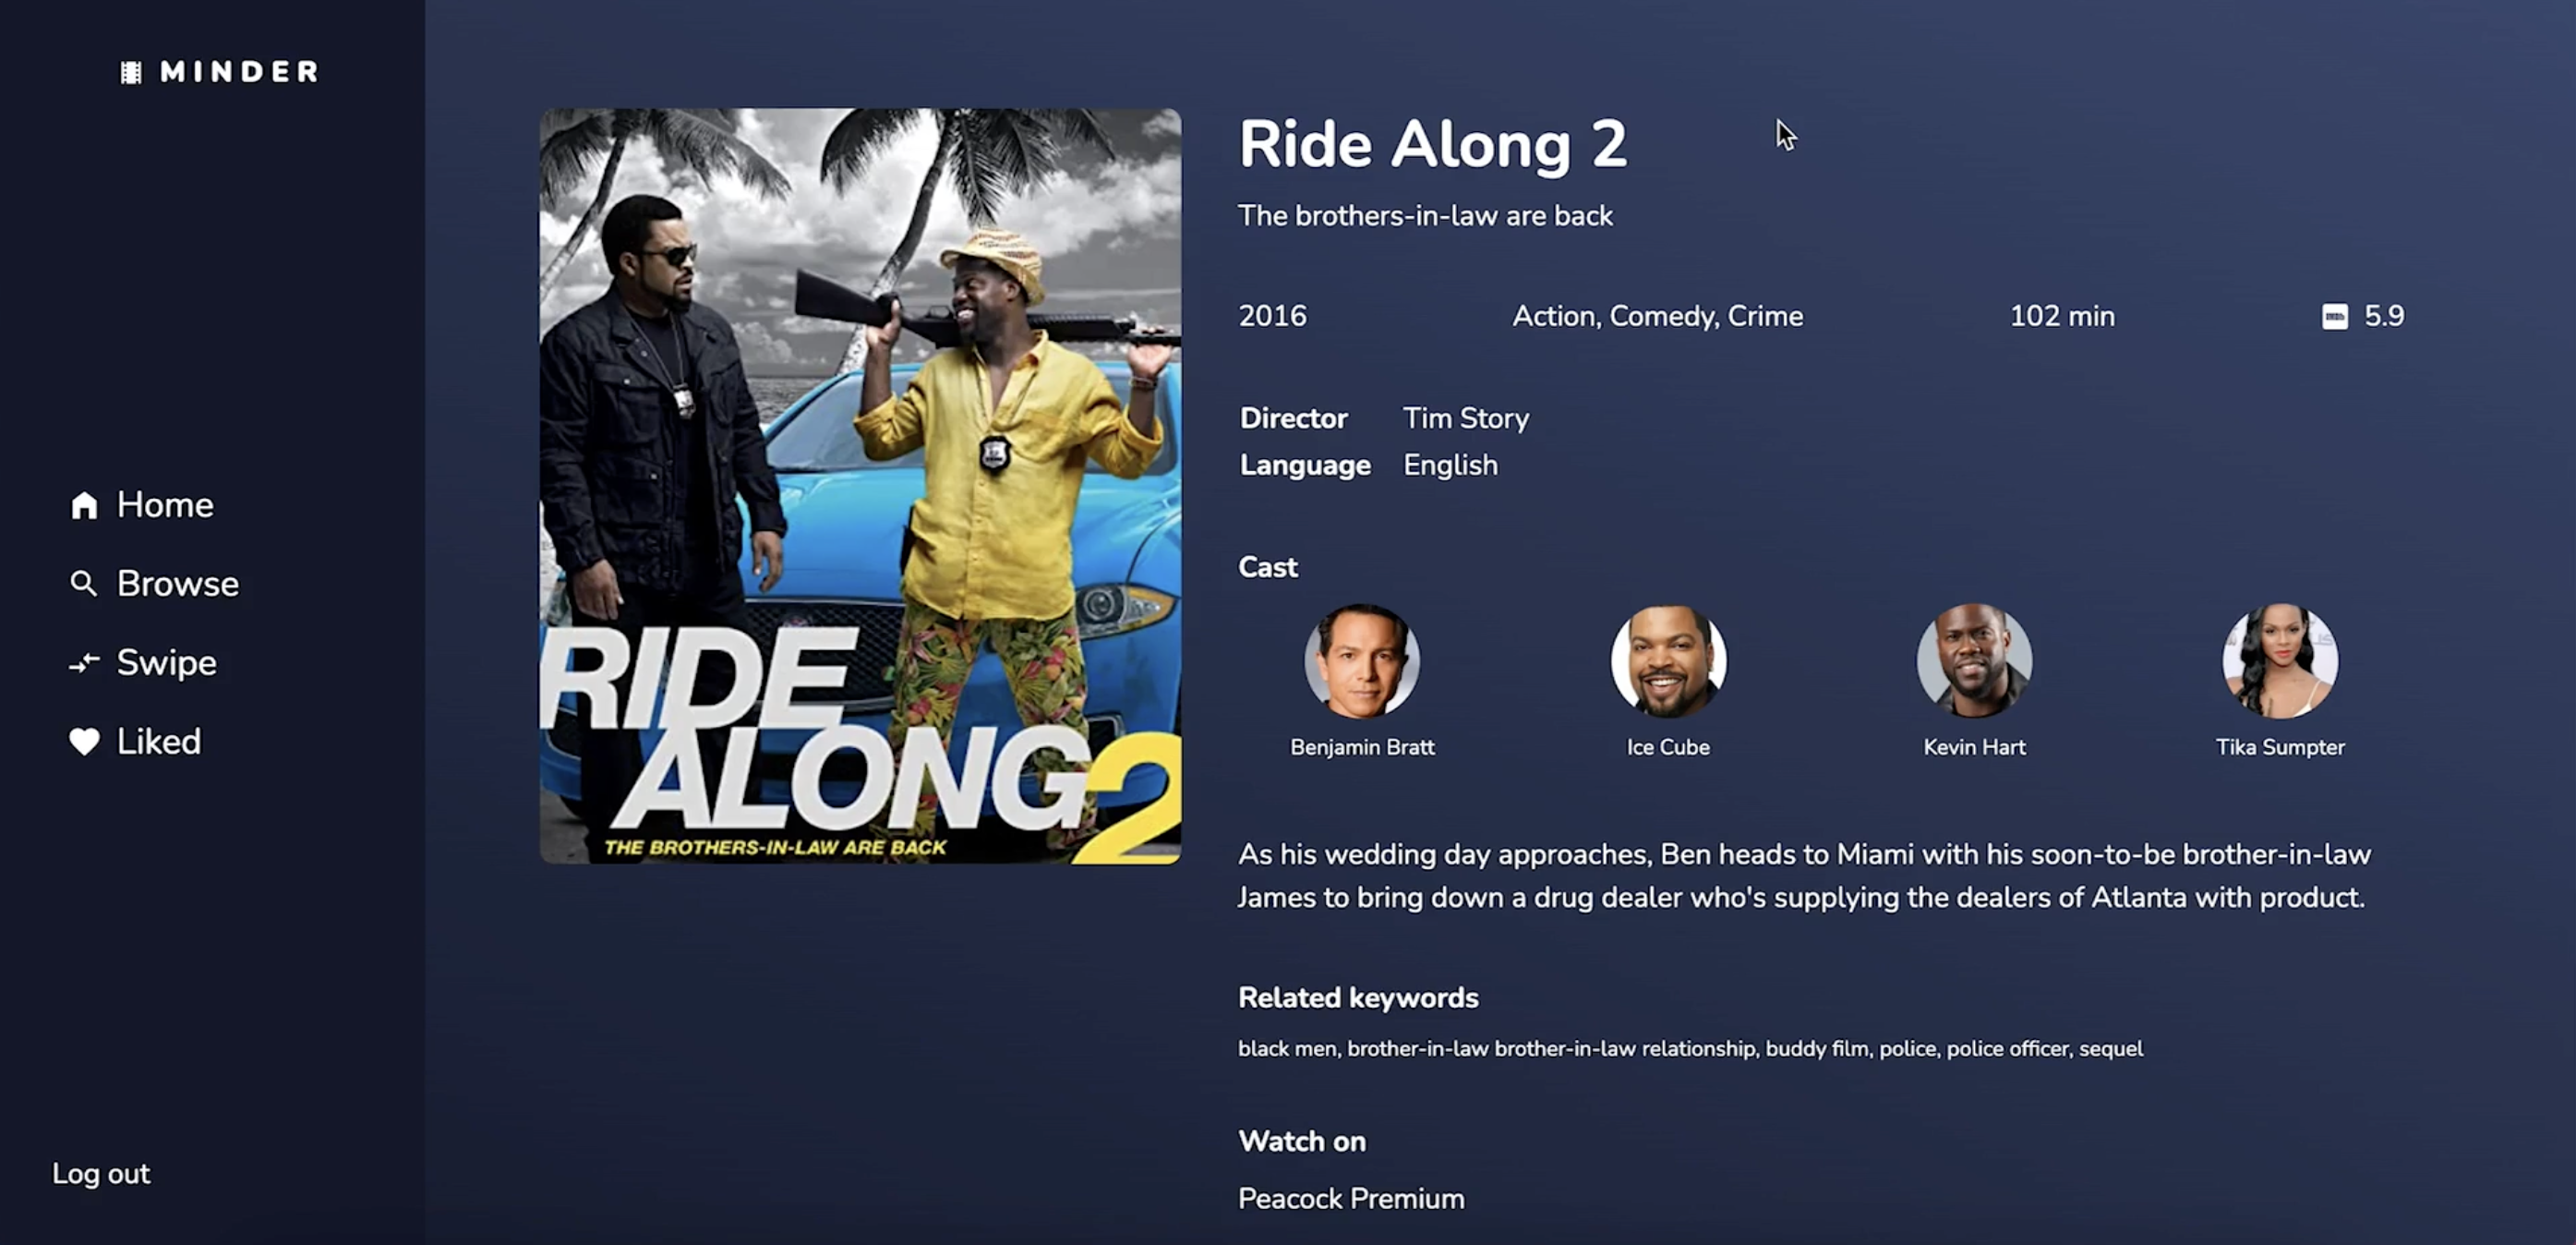 MINDER
Home
Browse
Swipe
Liked
Log out
RIDE
ALONG 2
THE BROTHERS-IN-LAW ARE BACK
Ride Along 2
The brothers-in-law are back
2016 Action, Comedy, Crime 102 min IMDb 5.9
Director Tim Story
Language English
Cast
Benjamin Bratt Ice Cube Kevin Hart Tika Sumpter
As his wedding day approaches, Ben heads to Miami with his soon-to-be brother-in-law
James to bring down a drug dealer who's supplying the dealers of Atlanta with product.
Related keywords
black men, brother-in-law brother-in-law relationship, buddy film, police, police officer, sequel
Watch on
Peacock Premium